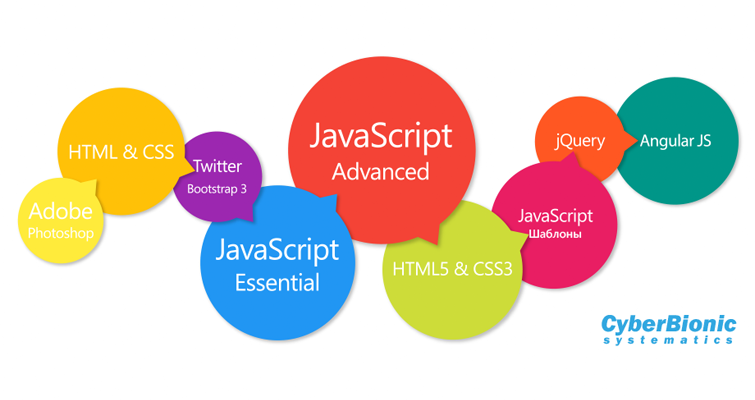 Adobe
Photoshop
HTML & CSS
Twitter
Bootstrap 3
JavaScript
Essential
JavaScript
Advanced
HTML5 & CSS3
JavaScript
Шаблоны
jQuery
Angular JS
CyberBionic
systematics